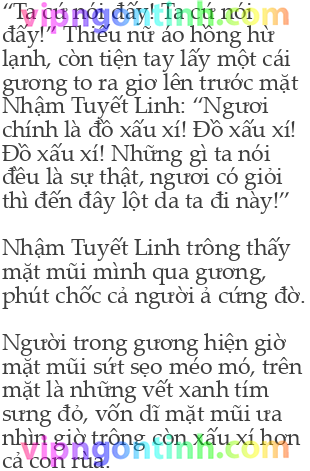 “Ta cứ nói đấy! Ta cứ nói
đấy!” Thiếu nữ áo hồng hừ
lạnh, còn tiện tay lấy một cái
gương to ra giơ lên trước mặt
Nhậm Tuyết Linh: “Ngươi
chính là đồ xấu xí! Đồ xấu xí!
Đồ xấu xí! Những gì ta nói
đều là sự thật, ngươi có giỏi
thì đến đây lột da ta đi này!”
Nhậm Tuyết Linh trông thấy
mặt mũi mình qua gương,
phút chốc cả người ả cứng đờ.
Người trong gương hiện giờ
mặt mũi sứt sẹo méo mó, trên
mặt là những vết xanh tím
sưng đỏ, vốn dĩ mặt mũi ưa
nhìn giờ trông còn xấu xí hơn
cả con rùa.
vipngontinh.com
vipngontinh.com
vipngontinh.com
vipngontinh.com